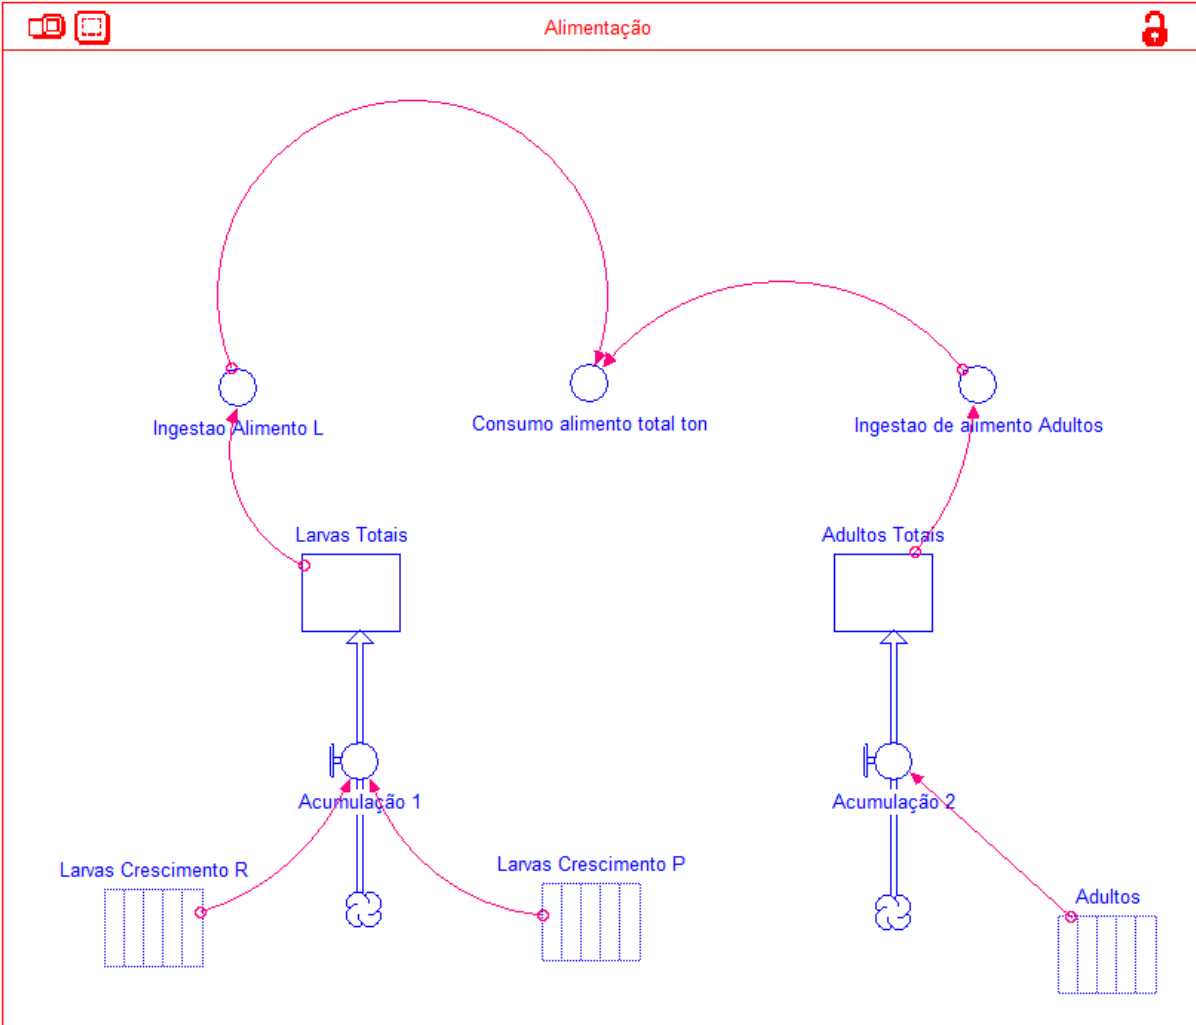 Alimentação
Ingestao Alimento L
Consumo alimento total ton
Ingestao de alimento Adultos
Larvas Totais
Adultos Totais
Acumulação 1
Acumulação 2
Larvas Crescimento R
Larvas Crescimento P
Adultos